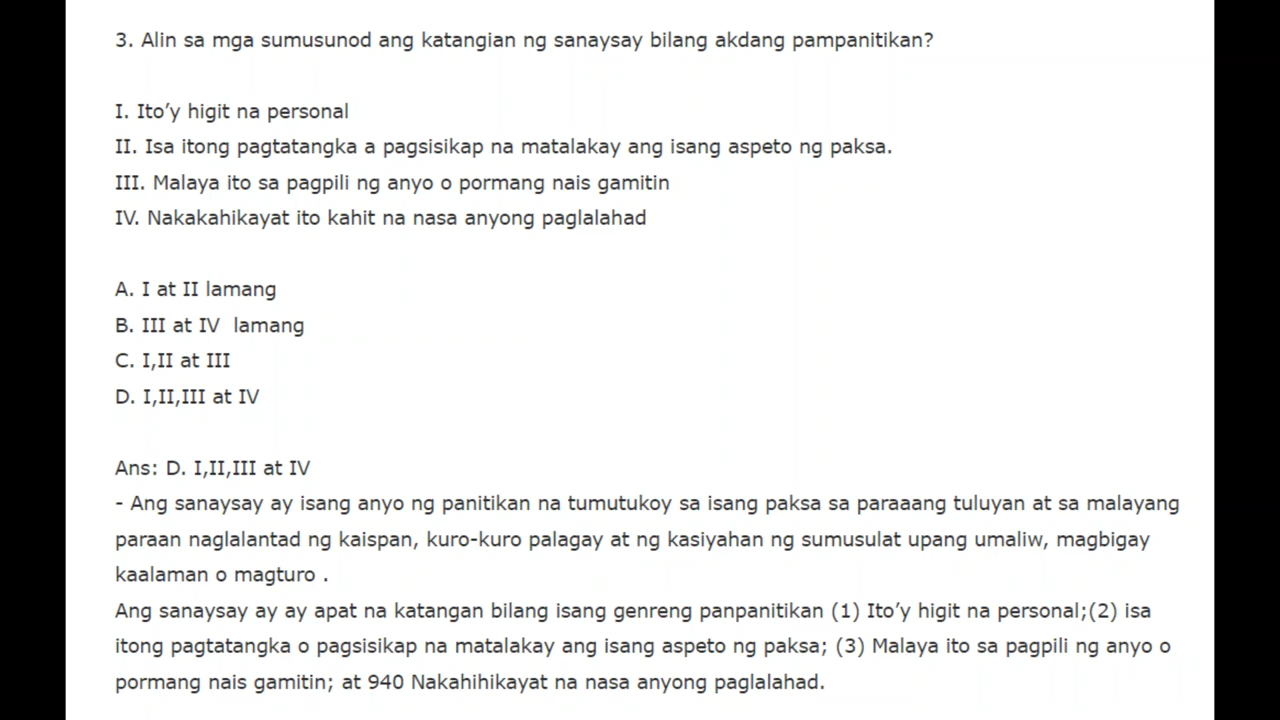 3. Alin sa mga sumusunod ang katangian ng sanaysay bilang akdang pampanitikan?
I. Ito’y higit na personal
II. Isa itong pagtatangka a pagsisikap na matalakay ang isang aspeto ng paksa.
III. Malaya ito sa pagpili ng anyo o pormang nais gamitin
IV. Nakakahikayat ito kahit na nasa anyong paglalahad
A. I at II lamang
B. III at IV  lamang
C. I,II at III
D. I,II,III at IV
Ans: D. I,II,III at IV
- Ang sanaysay ay isang anyo ng panitikan na tumutukoy sa isang paksa sa paraaang tuluyan at sa malayang
paraan naglalantad ng kaispan, kuro-kuro palagay at ng kasiyahan ng sumusulat upang umaliw, magbigay
kaalaman o magturo .
Ang sanaysay ay ay apat na katangan bilang isang genreng panpanitikan (1) Ito’y higit na personal;(2) isa
itong pagtatangka o pagsisikap na matalakay ang isang aspeto ng paksa; (3) Malaya ito sa pagpili ng anyo o
pormang nais gamitin; at 940 Nakahihikayat na nasa anyong paglalahad.